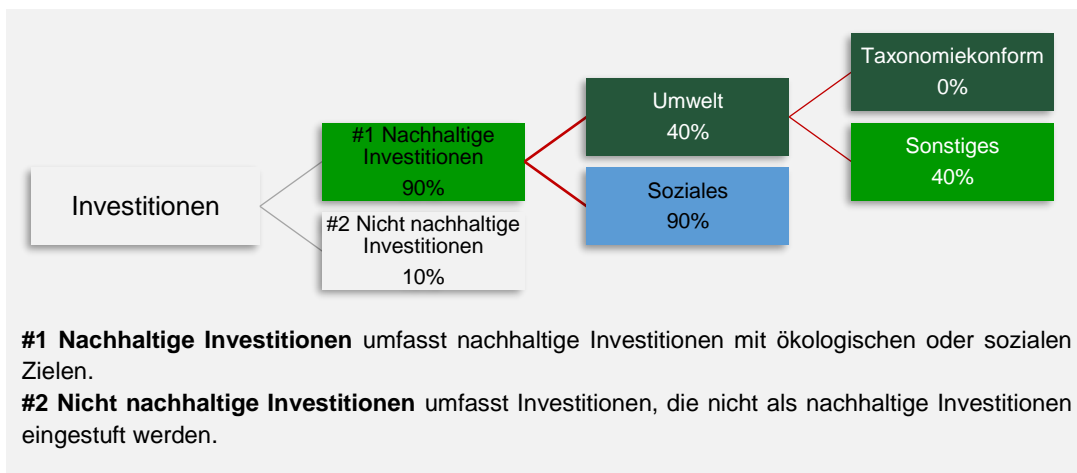 Investitionen
#1 Nachhaltige
Investitionen
90%
#2 Nicht nachhaltige
Investitionen
10%
Umwelt
40%
Soziales
90%
Taxonomiekonform
0%
Sonstiges
40%
#1 Nachhaltige Investitionen umfasst nachhaltige Investitionen mit ökologischen oder sozialen
Zielen.
#2 Nicht nachhaltige Investitionen umfasst Investitionen, die nicht als nachhaltige Investitionen
eingestuft werden.